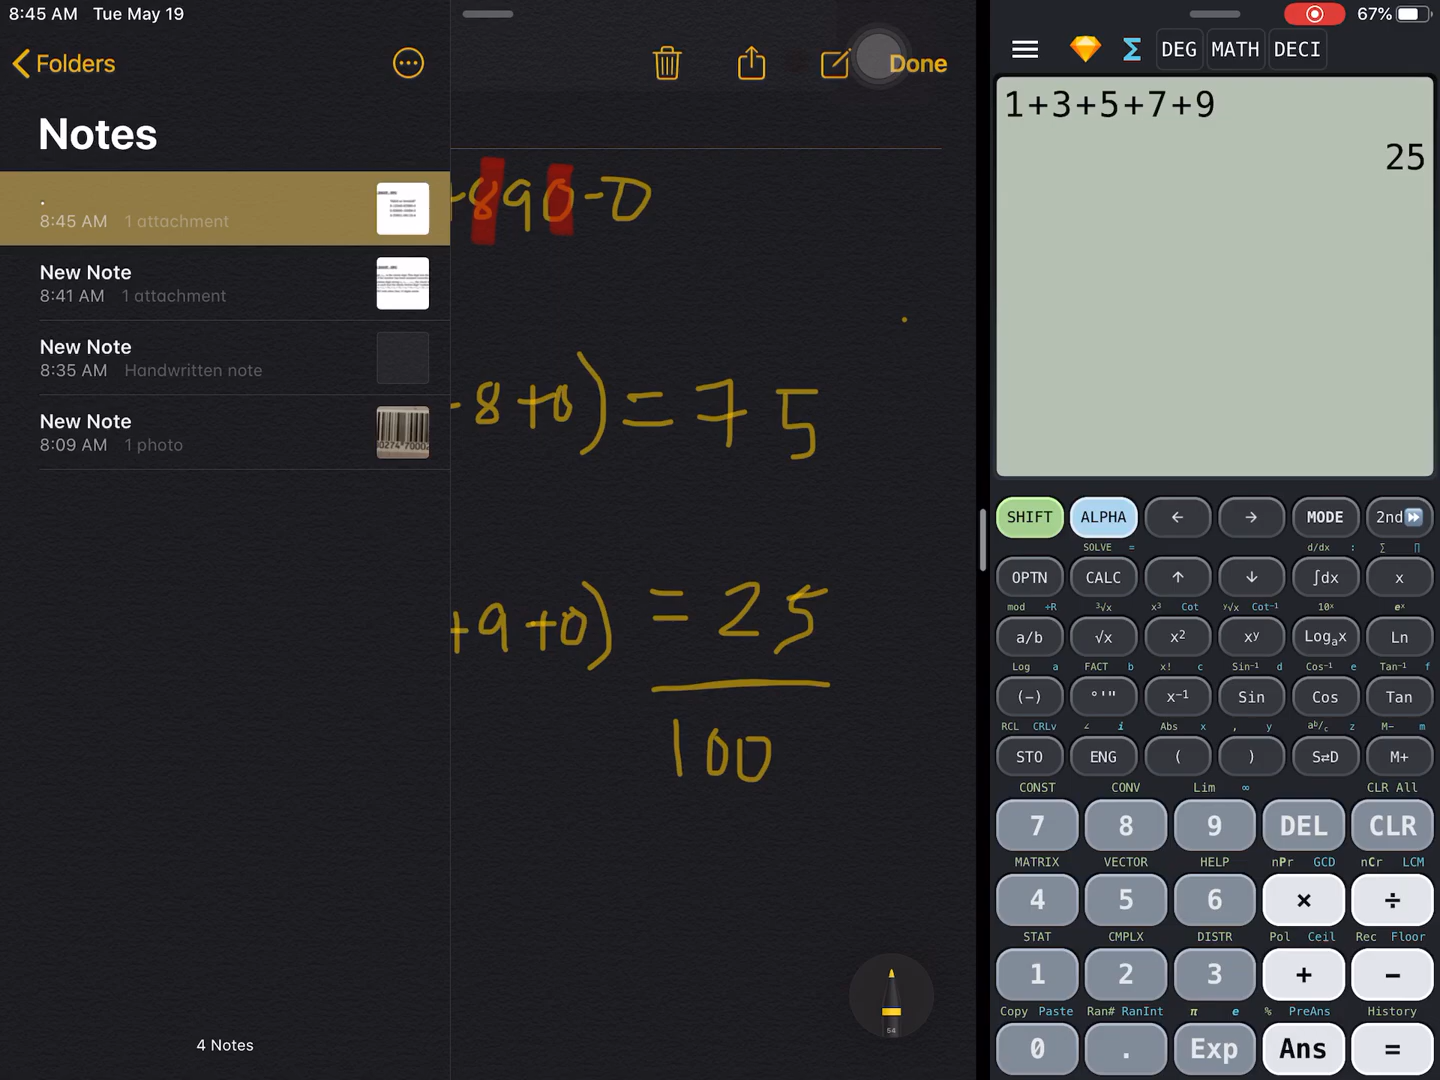 8:45 AM Tue May 19
67%
Folders
Done
Notes
.
8:45 AM 1 attachment
New Note
8:41 AM 1 attachment
New Note
8:35 AM Handwritten note
New Note
8:09 AM 1 photo
4 Notes
-890-0
-8+0)=75
+9+0) =25
100
54
DEG MATH DECI
1+3+5+7+9
25
SHIFT ALPHA ← → MODE 2nd
SOLVE = d/dx : ∑ ∏
OPTN CALC ↑ ↓ ∫dx x
mod ÷R ³√x x³ Cot ʸ√x Cot⁻¹ 10ˣ eˣ
a/b √x x² xʸ Logₐx Ln
Log a FACT b x! c Sin⁻¹ d Cos⁻¹ e Tan⁻¹ f
(−) °'" x⁻¹ Sin Cos Tan
RCL CRLv ∠ i Abs x , y aᵇ/c z M− m
STO ENG ( ) S⇄D M+
CONST CONV Lim ∞ CLR All
7 8 9 DEL CLR
MATRIX VECTOR HELP nPr GCD nCr LCM
4 5 6 × ÷
STAT CMPLX DISTR Pol Ceil Rec Floor
1 2 3 + −
Copy Paste Ran# RanInt π e % PreAns History
0 . Exp Ans =